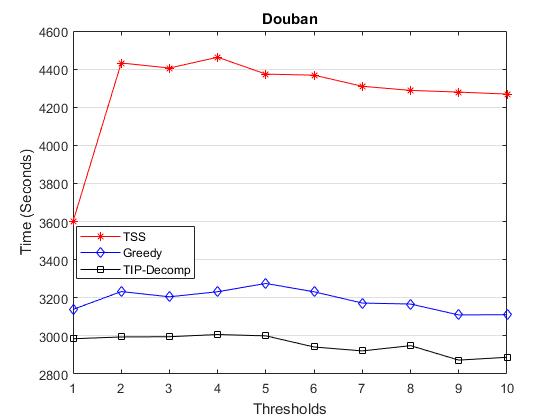 Douban
4600
4400
4200
4000
3800
3600
3400
3200
3000
2800
Time (Seconds)
TSS
Greedy
TIP-Decomp
1 2 3 4 5 6 7 8 9 10
Thresholds